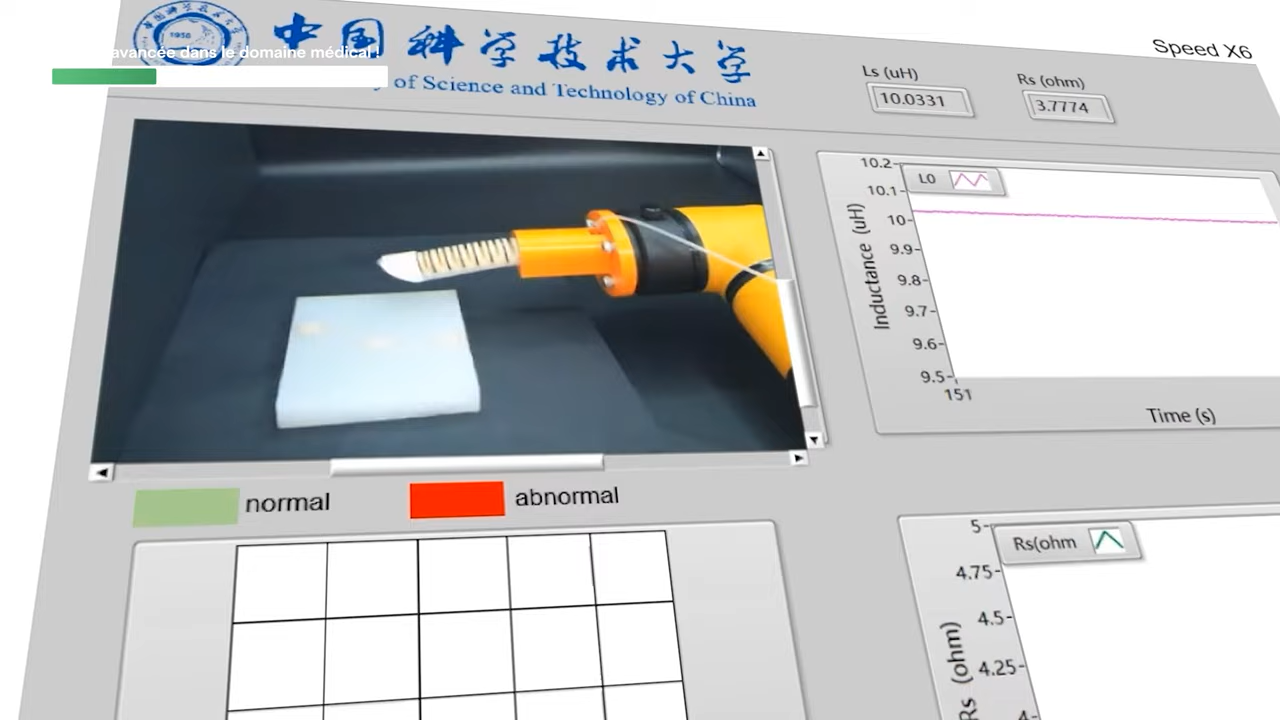 avancée dans le domaine médical !
中国科学技术大学
of Science and Technology of China
1958
Speed X6
Ls (uH)
10.0331
Rs (ohm)
3.7774
L0
10.2
10.1
10
9.9
9.8
9.7
9.6
9.5
Inductance (uH)
151
Time (s)
normal
abnormal
Rs(ohm
5
4.75
4.5
4.25
4
Rs (ohm)